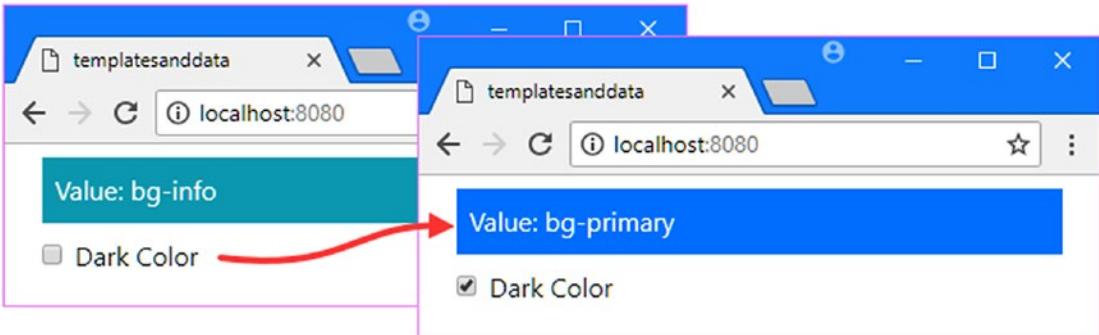 templatesanddata
localhost:8080
Value: bg-info
Dark Color
templatesanddata
localhost:8080
Value: bg-primary
Dark Color